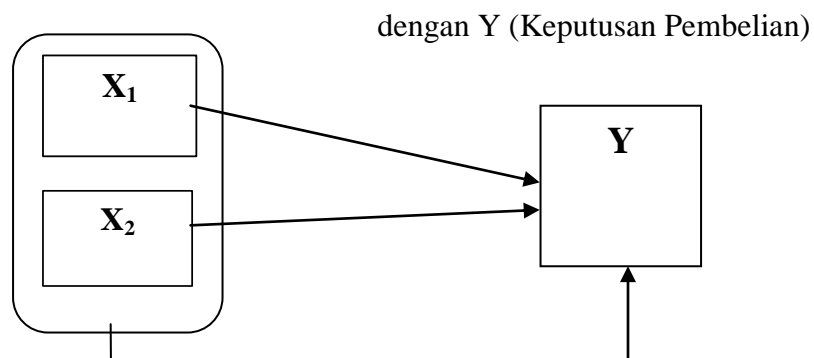 dengan Y (Keputusan Pembelian)
X₁
Y
X₂